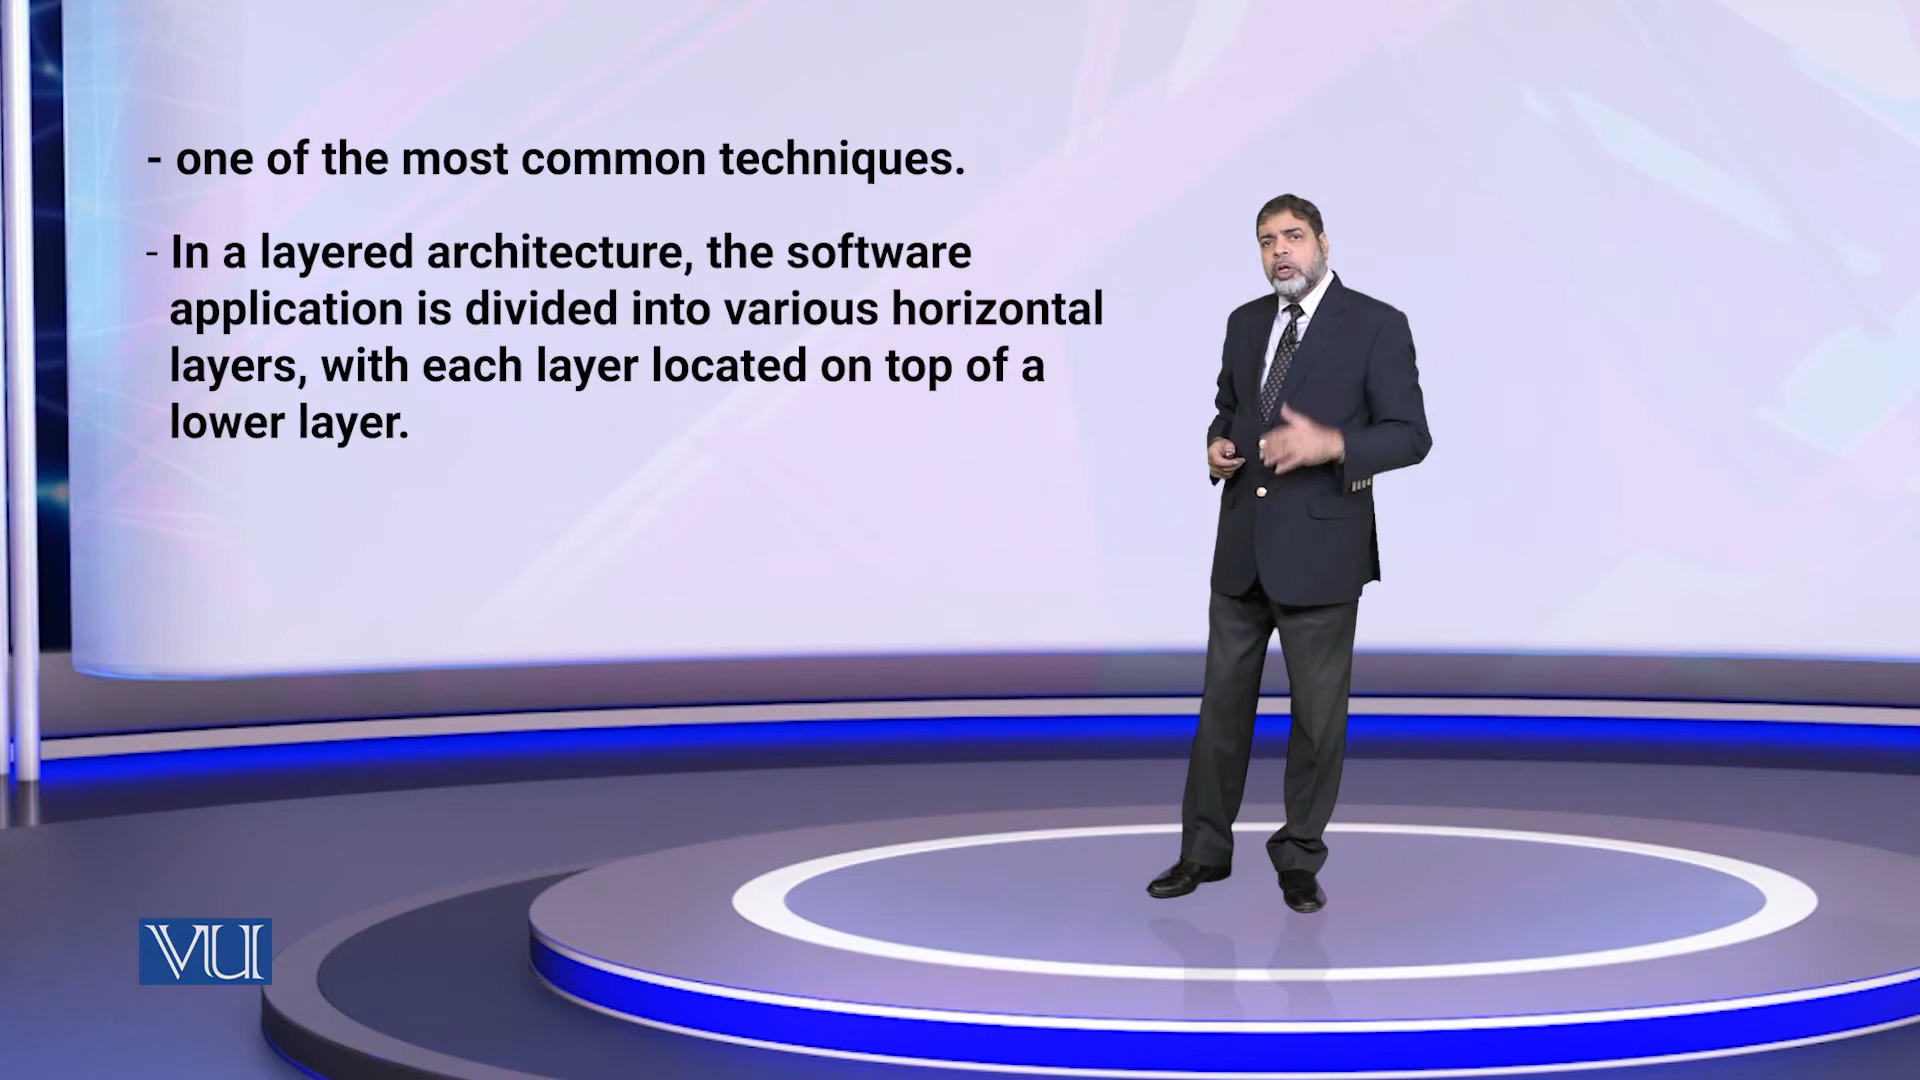 - one of the most common techniques.
- In a layered architecture, the software
application is divided into various horizontal
layers, with each layer located on top of a
lower layer.
VU